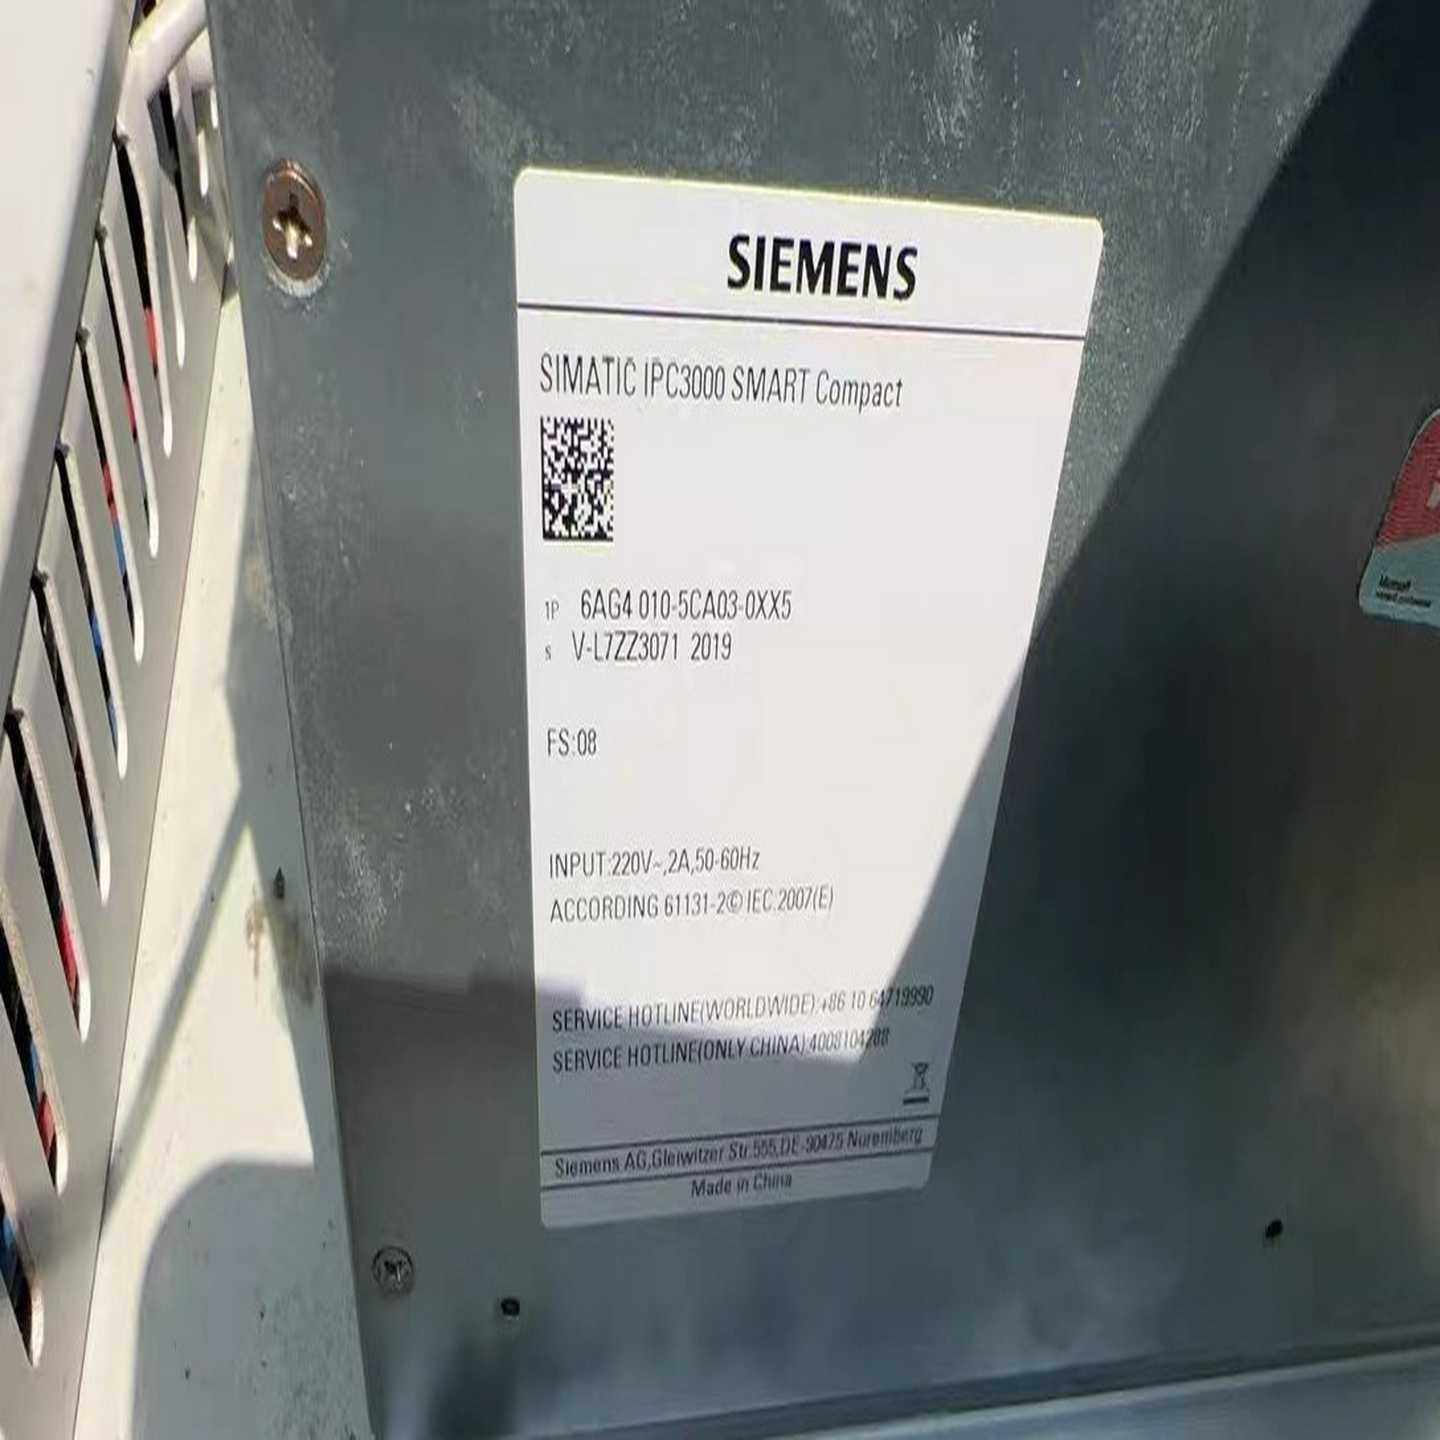 SIEMENS
SIMATIC IPC3000 SMART Compact
1P 6AG4 010-5CA03-0XX5
S V-L7ZZ3071 2019
FS:08
INPUT:220V~,2A,50-60Hz
ACCORDING 61131-2© IEC:2007(E)
SERVICE HOTLINE(WORLDWIDE):+86 10 64719990
SERVICE HOTLINE(ONLY CHINA):4008104288
Siemens AG,Gleiwitzer Str.555,DE-90475 Nuremberg
Made in China
Microsoft